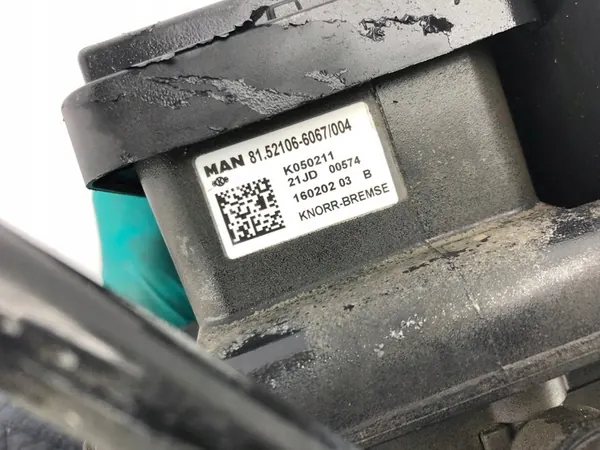 MAN 81.52106-6067/004
K050211
21JD 00574
160202 03 B
KNORR-BREMSE